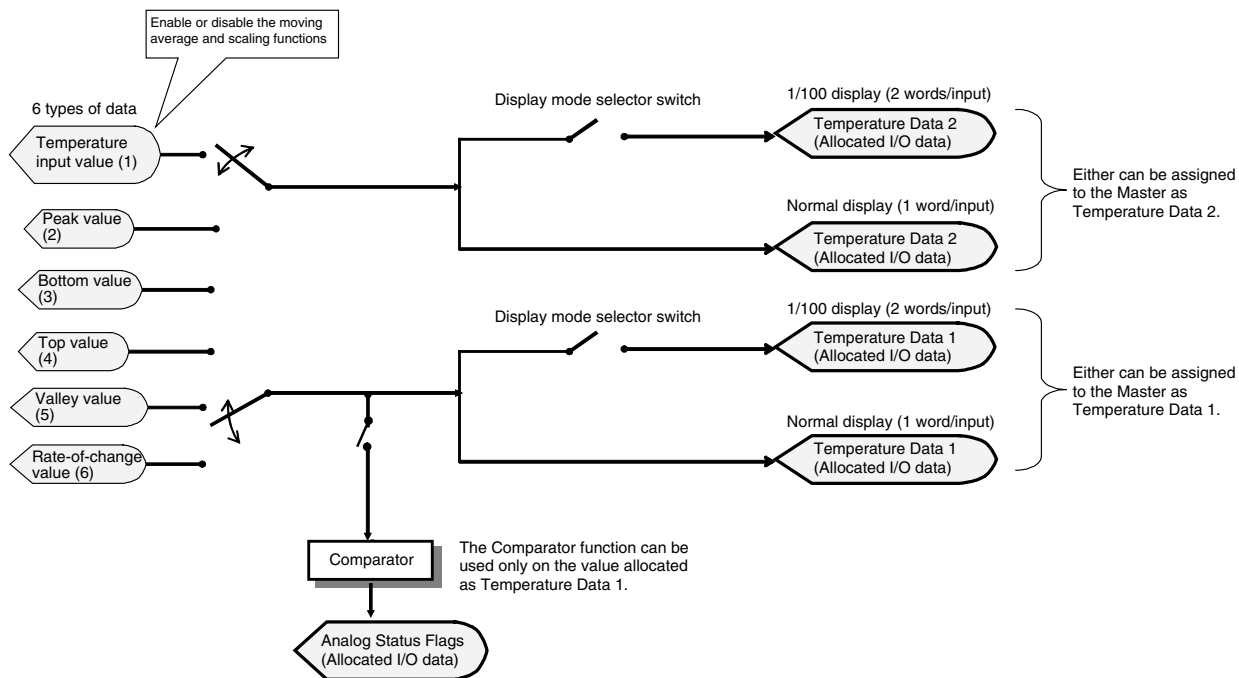 Enable or disable the moving
average and scaling functions
6 types of data
Temperature
input value (1)
Peak value
(2)
Bottom value
(3)
Top value
(4)
Valley value
(5)
Rate-of-change
value (6)
Display mode selector switch
1/100 display (2 words/input)
Temperature Data 2
(Allocated I/O data)
Normal display (1 word/input)
Temperature Data 2
(Allocated I/O data)
Either can be assigned
to the Master as
Temperature Data 2.
Display mode selector switch
1/100 display (2 words/input)
Temperature Data 1
(Allocated I/O data)
Normal display (1 word/input)
Temperature Data 1
(Allocated I/O data)
Either can be assigned
to the Master as
Temperature Data 1.
Comparator
The Comparator function can be
used only on the value allocated
as Temperature Data 1.
Analog Status Flags
(Allocated I/O data)